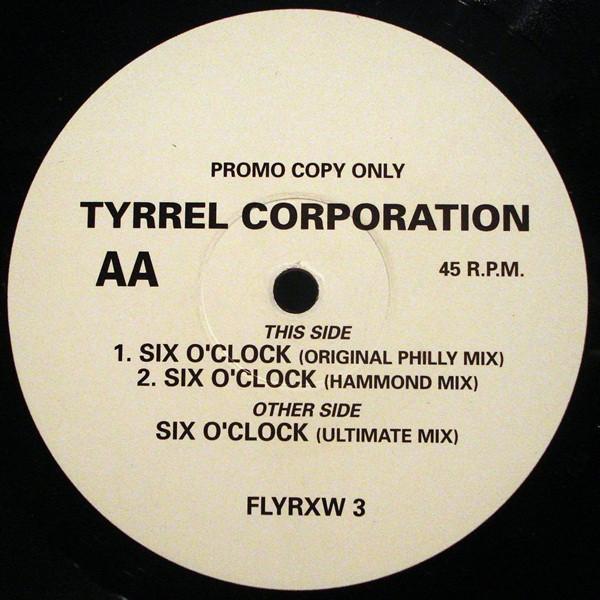 PROMO COPY ONLY
TYRREL CORPORATION
AA
45 R.P.M.
THIS SIDE
1. SIX O'CLOCK (ORIGINAL PHILLY MIX)
2. SIX O'CLOCK (HAMMOND MIX)
OTHER SIDE
SIX O'CLOCK (ULTIMATE MIX)
FLYRXW 3